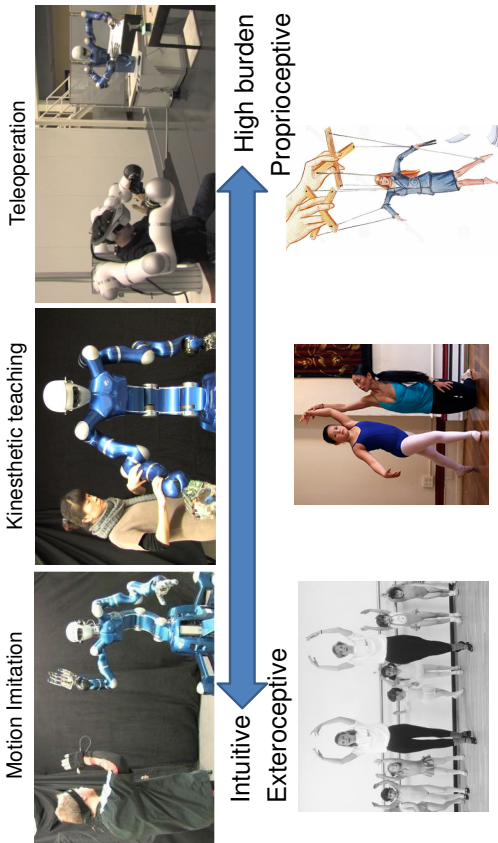 Motion Imitation
Kinesthetic teaching
Teleoperation
Intuitive
High burden
Exteroceptive
Proprioceptive